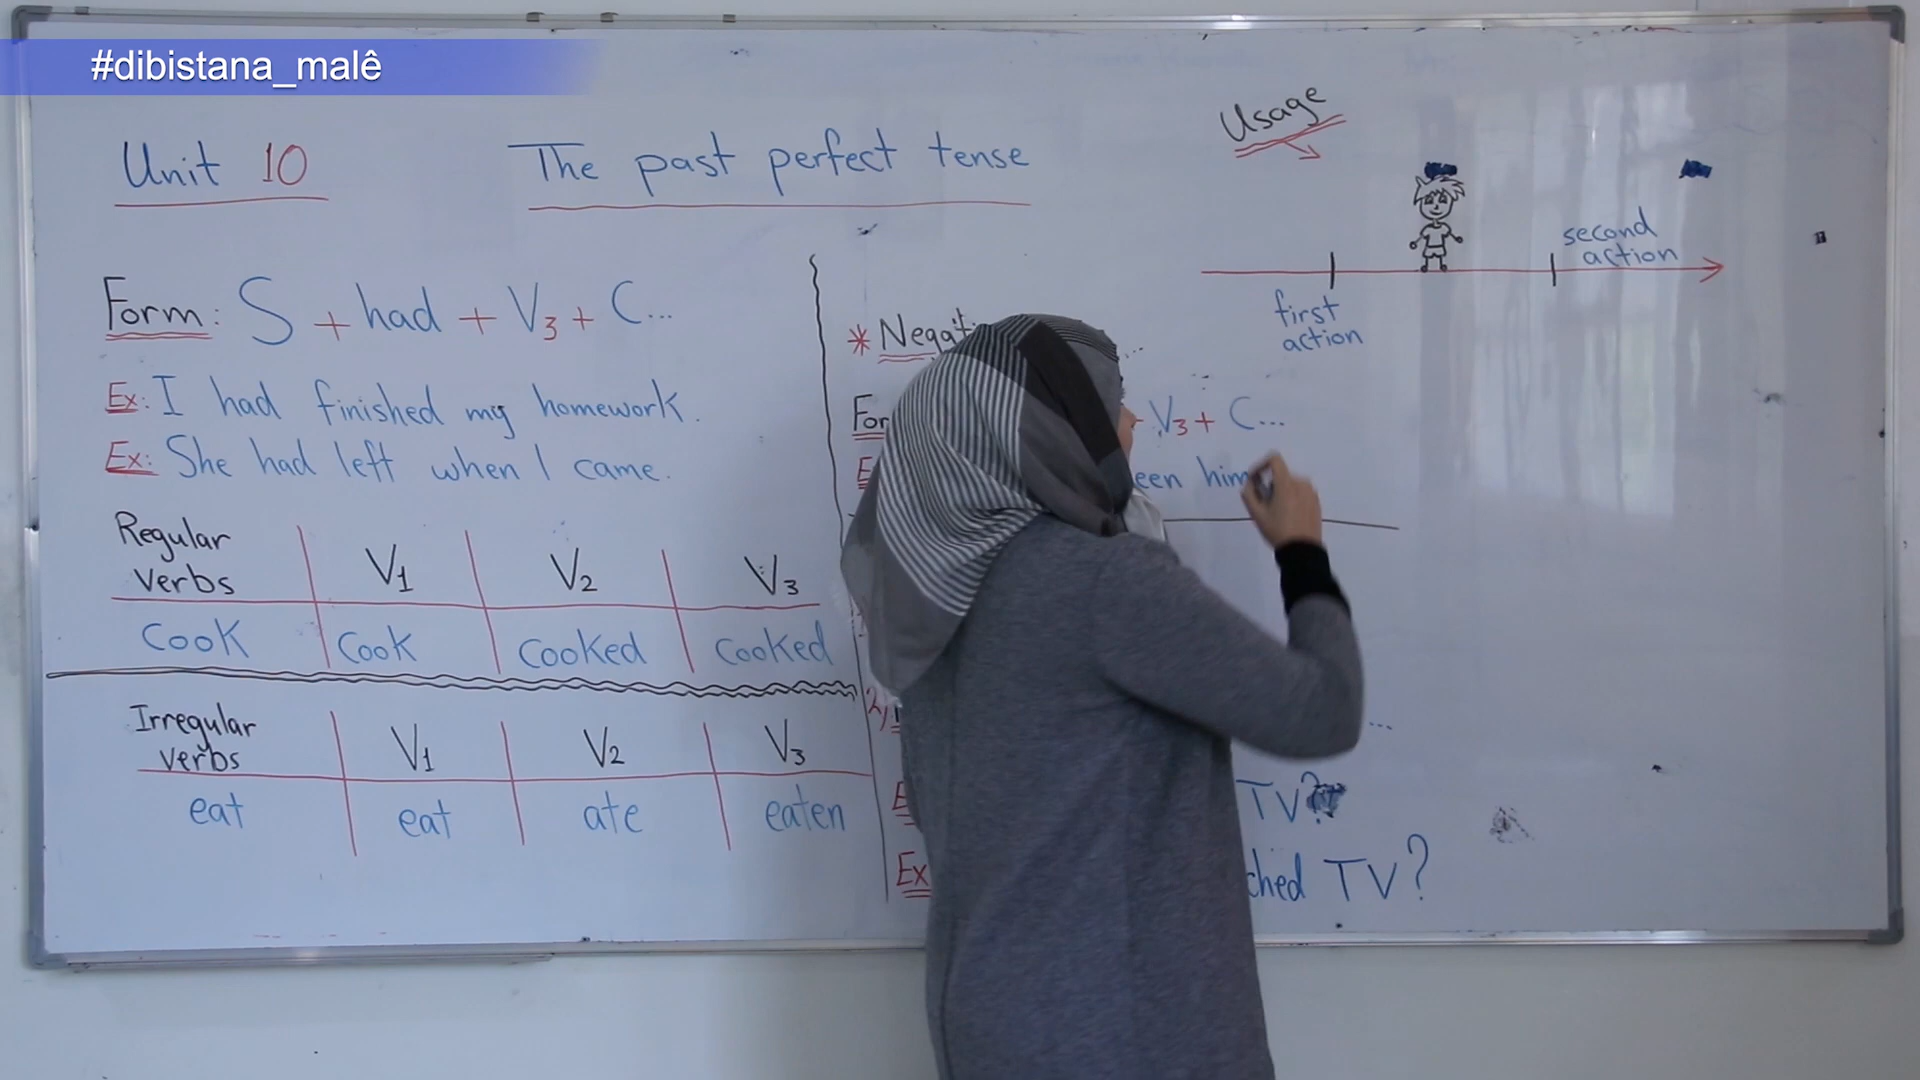 #dibistana_malê
Unit 10
The past perfect tense
Form: S + had + V3 + C...
Ex: I had finished my homework.
Ex: She had left when I came.
Regular verbs V1 V2 V3
Cook Cook Cooked Cooked
Irregular verbs V1 V2 V3
eat eat ate eaten
Usage
first action
second action
* Negati
For V3 + C...
een him
2)
TV?
Ex ched TV?